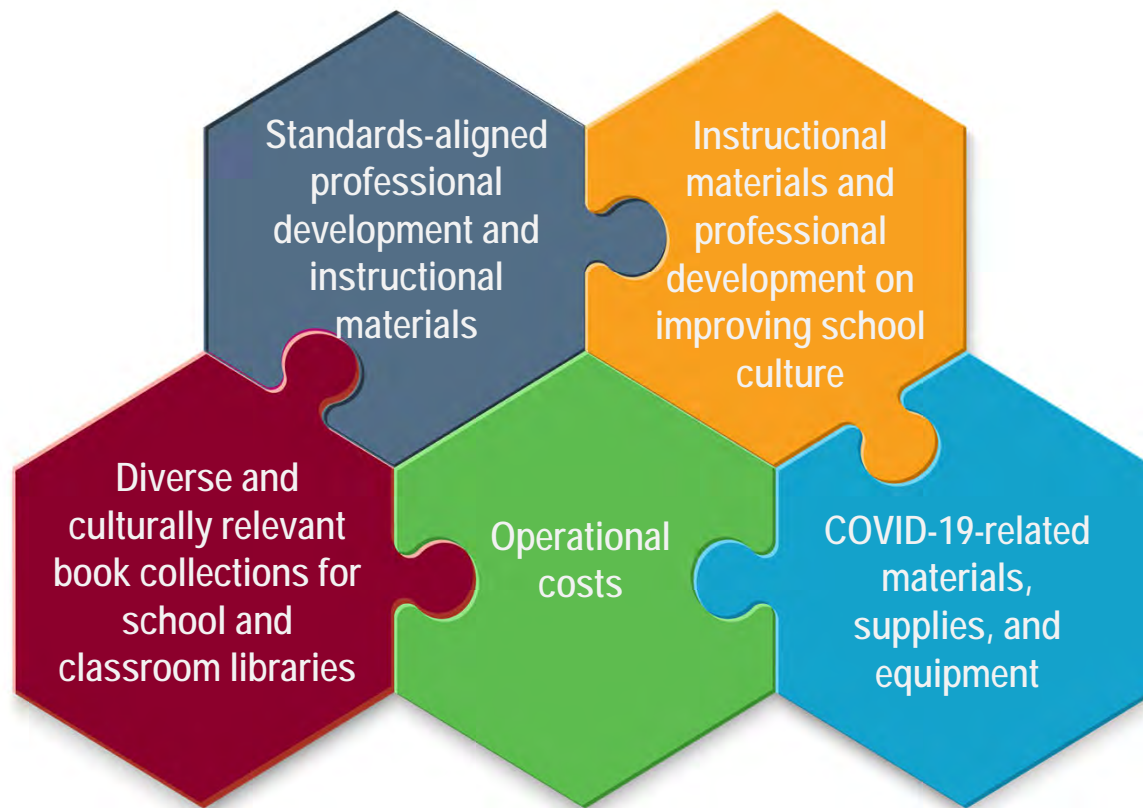 Standards-aligned
professional
development and
instructional
materials
Instructional
materials and
professional
development on
improving school
culture
Diverse and
culturally relevant
book collections for
school and
classroom libraries
Operational
costs
COVID-19-related
materials,
supplies, and
equipment